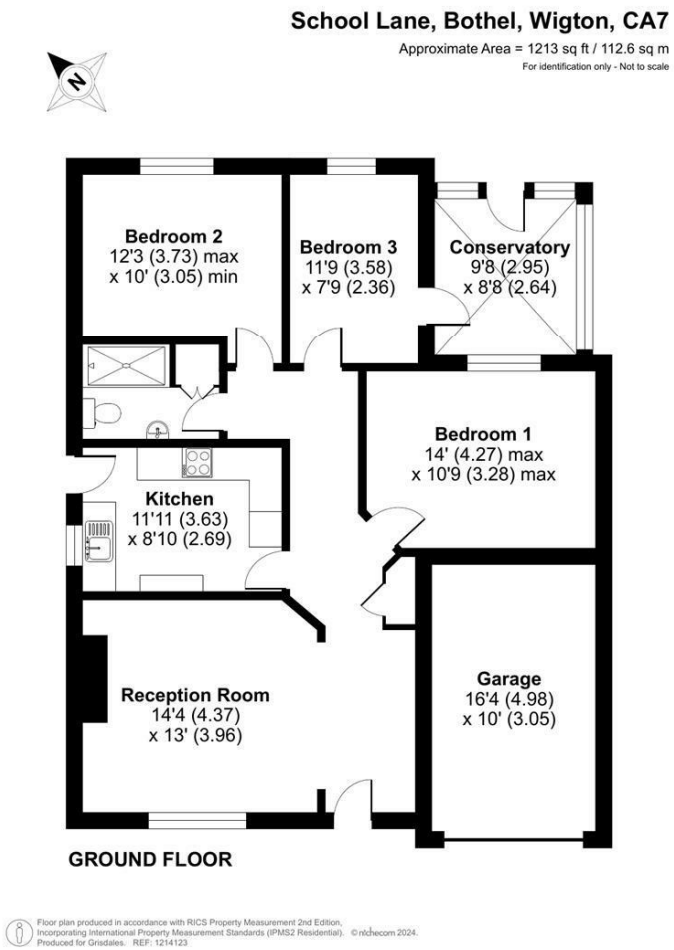 School Lane, Bothel, Wigton, CA7
Approximate Area = 1213 sq ft / 112.6 sq m
For identification only - Not to scale
N
Bedroom 2
12'3 (3.73) max
x 10' (3.05) min
Bedroom 3
11'9 (3.58)
x 7'9 (2.36)
Conservatory
9'8 (2.95)
x 8'8 (2.64)
Bedroom 1
14' (4.27) max
x 10'9 (3.28) max
Kitchen
11'11 (3.63)
x 8'10 (2.69)
Reception Room
14'4 (4.37)
x 13' (3.96)
Garage
16'4 (4.98)
x 10' (3.05)
GROUND FLOOR
Floor plan produced in accordance with RICS Property Measurement 2nd Edition,
Incorporating International Property Measurement Standards (IPMS2 Residential). © nichecom 2024.
Produced for Grisdales. REF: 1214123